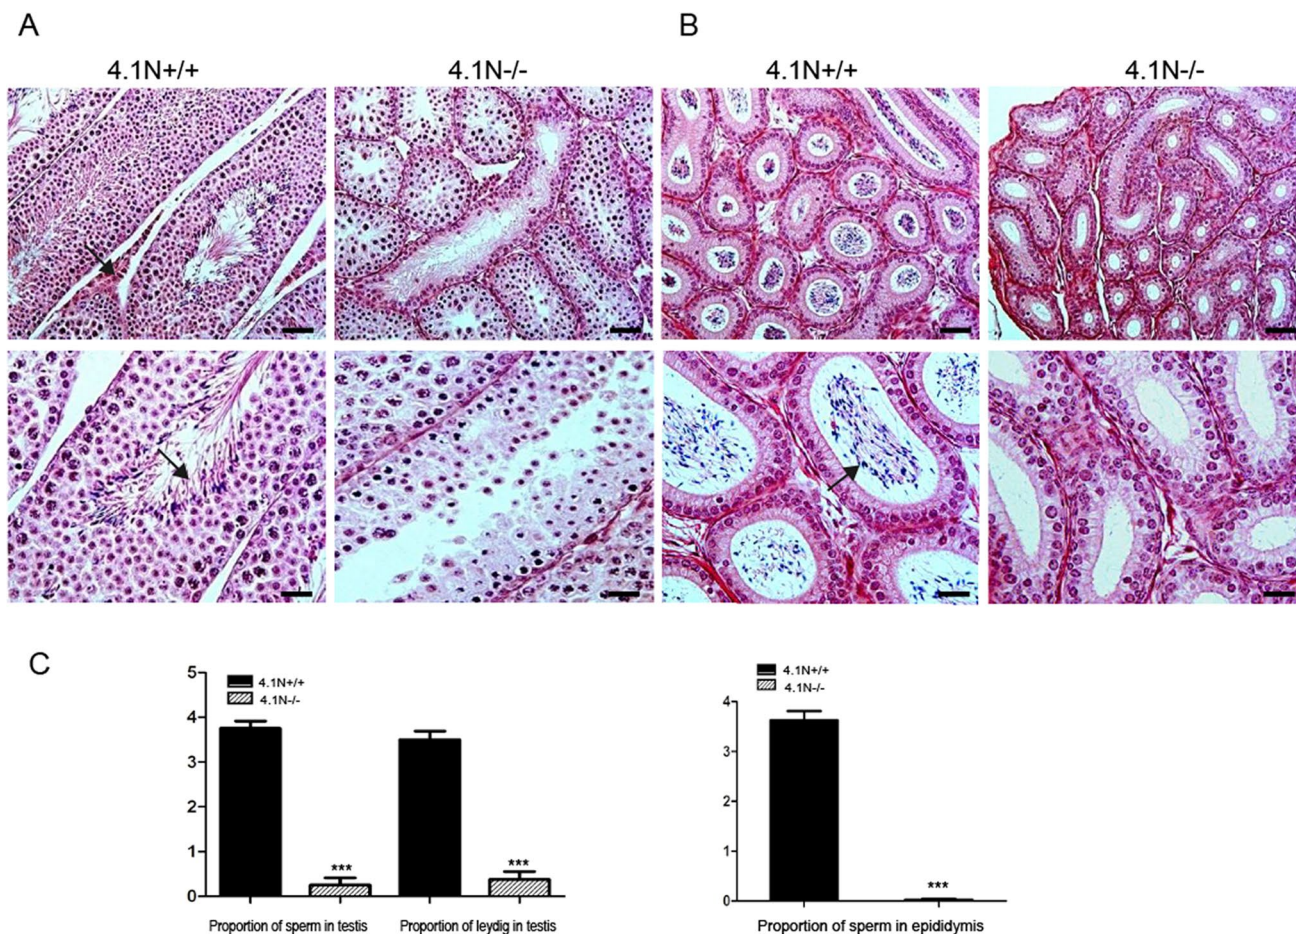 A
B
4.1N+/+
4.1N-/-
4.1N+/+
4.1N-/-
C
5
4
3
2
1
0
4.1N+/+
4.1N-/-
***
***
Proportion of sperm in testis
Proportion of leydig in testis
4
3
2
1
0
4.1N+/+
4.1N-/-
***
Proportion of sperm in epididymis